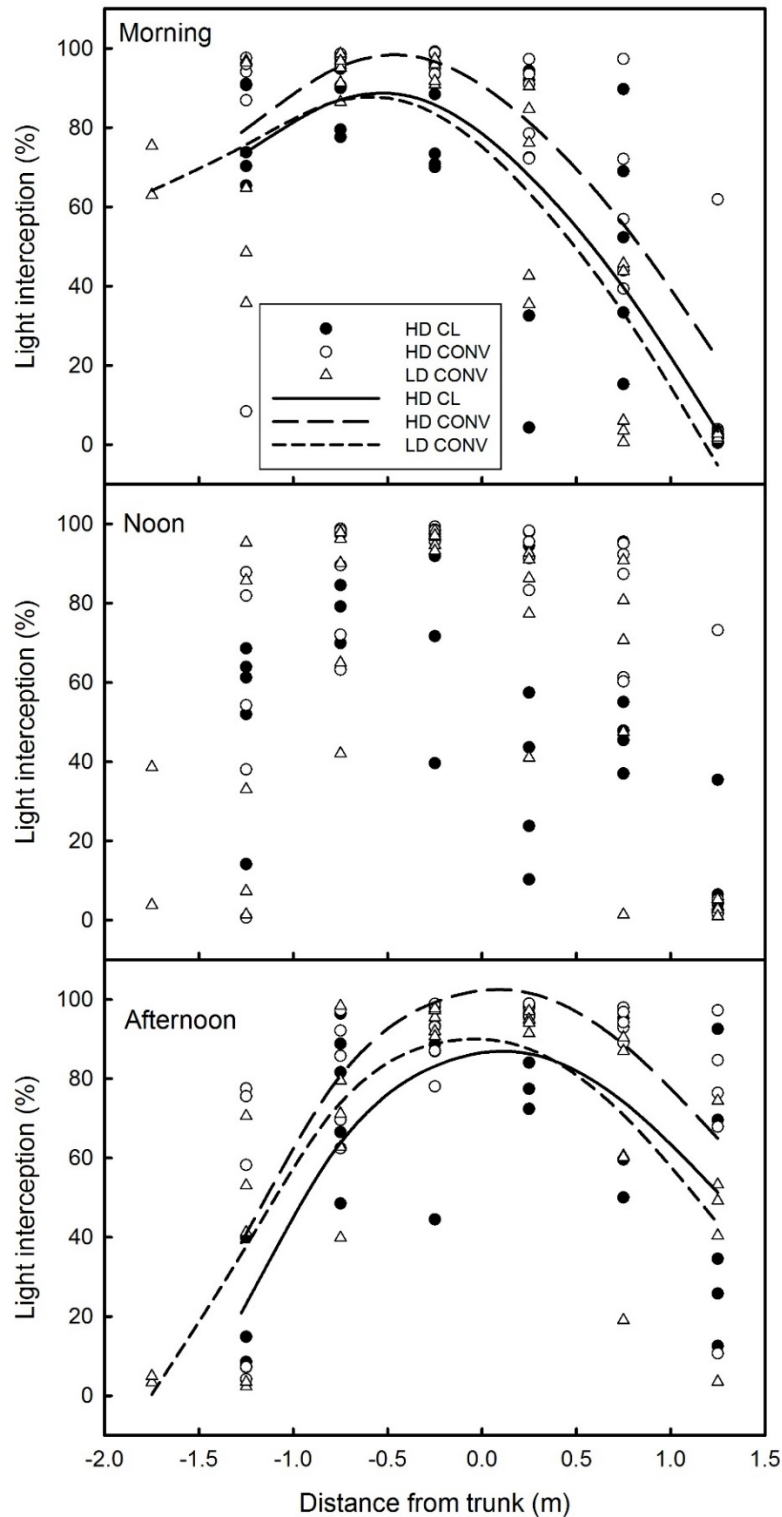 Morning
Light interception (%)
100
80
60
40
20
0
HD CL
HD CONV
LD CONV
HD CL
HD CONV
LD CONV
Noon
Light interception (%)
100
80
60
40
20
0
Afternoon
Light interception (%)
100
80
60
40
20
0
-2.0 -1.5 -1.0 -0.5 0.0 0.5 1.0 1.5
Distance from trunk (m)